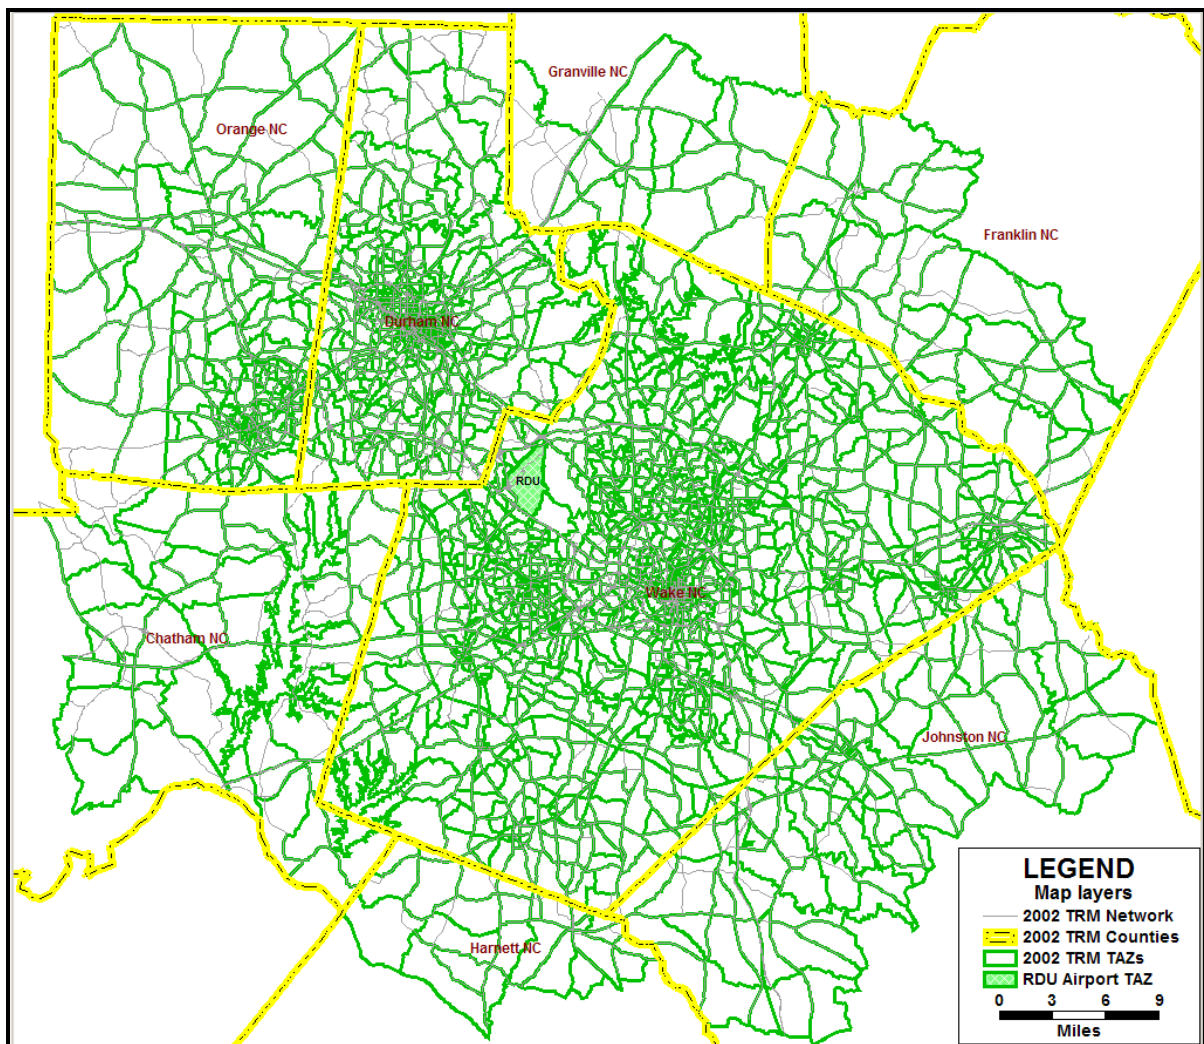 Granville NC
Orange NC
Franklin NC
Durham NC
RDU
Wake NC
Chatham NC
Johnston NC
Harnett NC
LEGEND
Map layers
2002 TRM Network
2002 TRM Counties
2002 TRM TAZs
RDU Airport TAZ
0 3 6 9
Miles